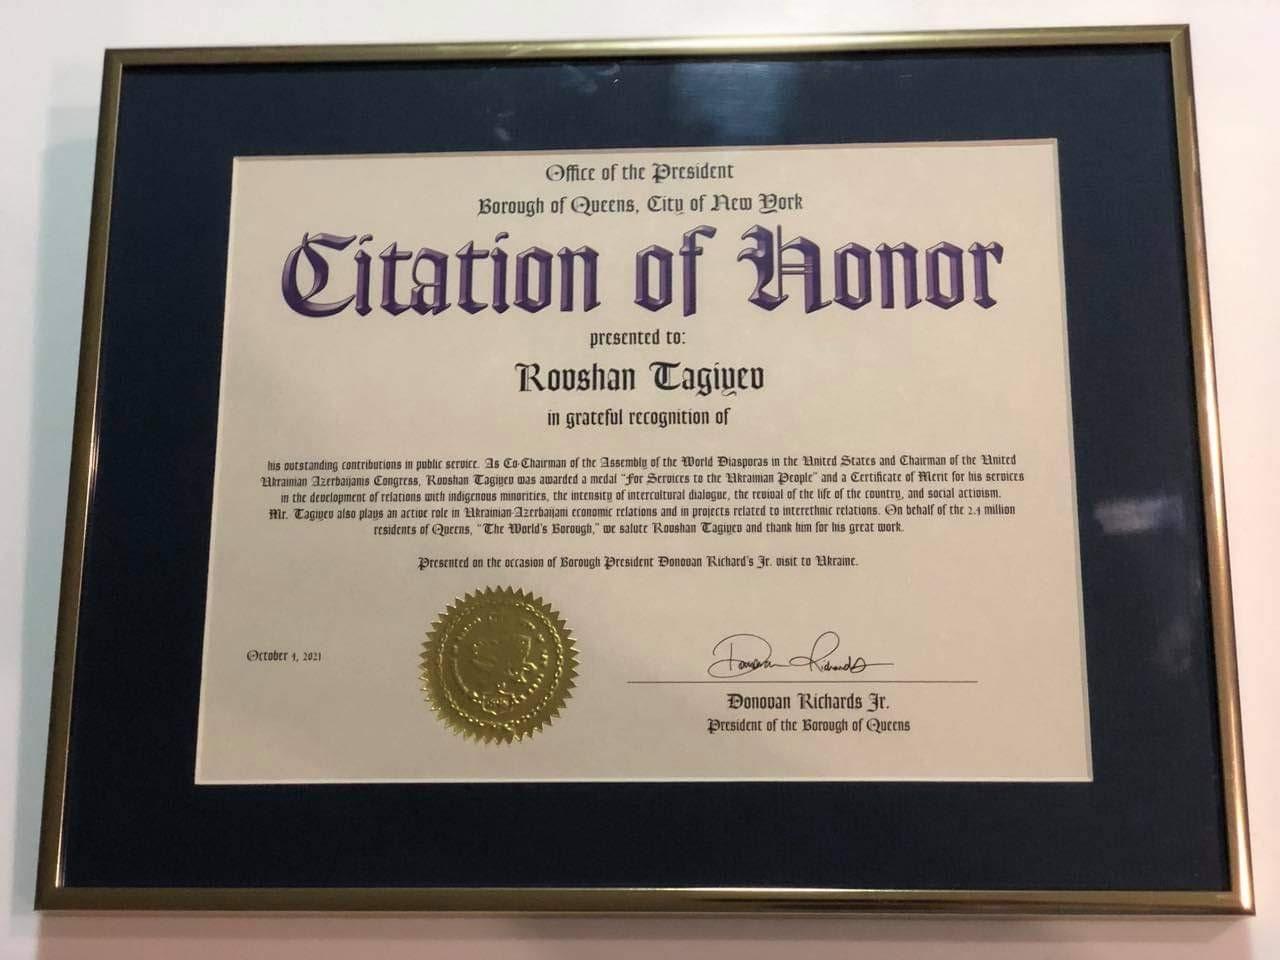 Office of the President
Borough of Queens, City of New York
Citation of Honor
presented to:
Rovshan Tagiyev
in grateful recognition of
his outstanding contributions in public service. As Co-Chairman of the Assembly of the World Diasporas in the United States and Chairman of the United
Ukrainian Azerbaijanis Congress, Rovshan Tagiyev was awarded a medal "For Services to the Ukrainian People" and a Certificate of Merit for his services
in the development of relations with indigenous minorities, the intensity of intercultural dialogue, the revival of the life of the country, and social activism.
Mr. Tagiyev also plays an active role in Ukrainian-Azerbaijani economic relations and in projects related to interethnic relations. On behalf of the 2.4 million
residents of Queens, "The World's Borough," we salute Rovshan Tagiyev and thank him for his great work.
Presented on the occasion of Borough President Donovan Richard's Jr. visit to Ukraine.
October 4, 2021
Donovan Richards
Donovan Richards Jr.
President of the Borough of Queens